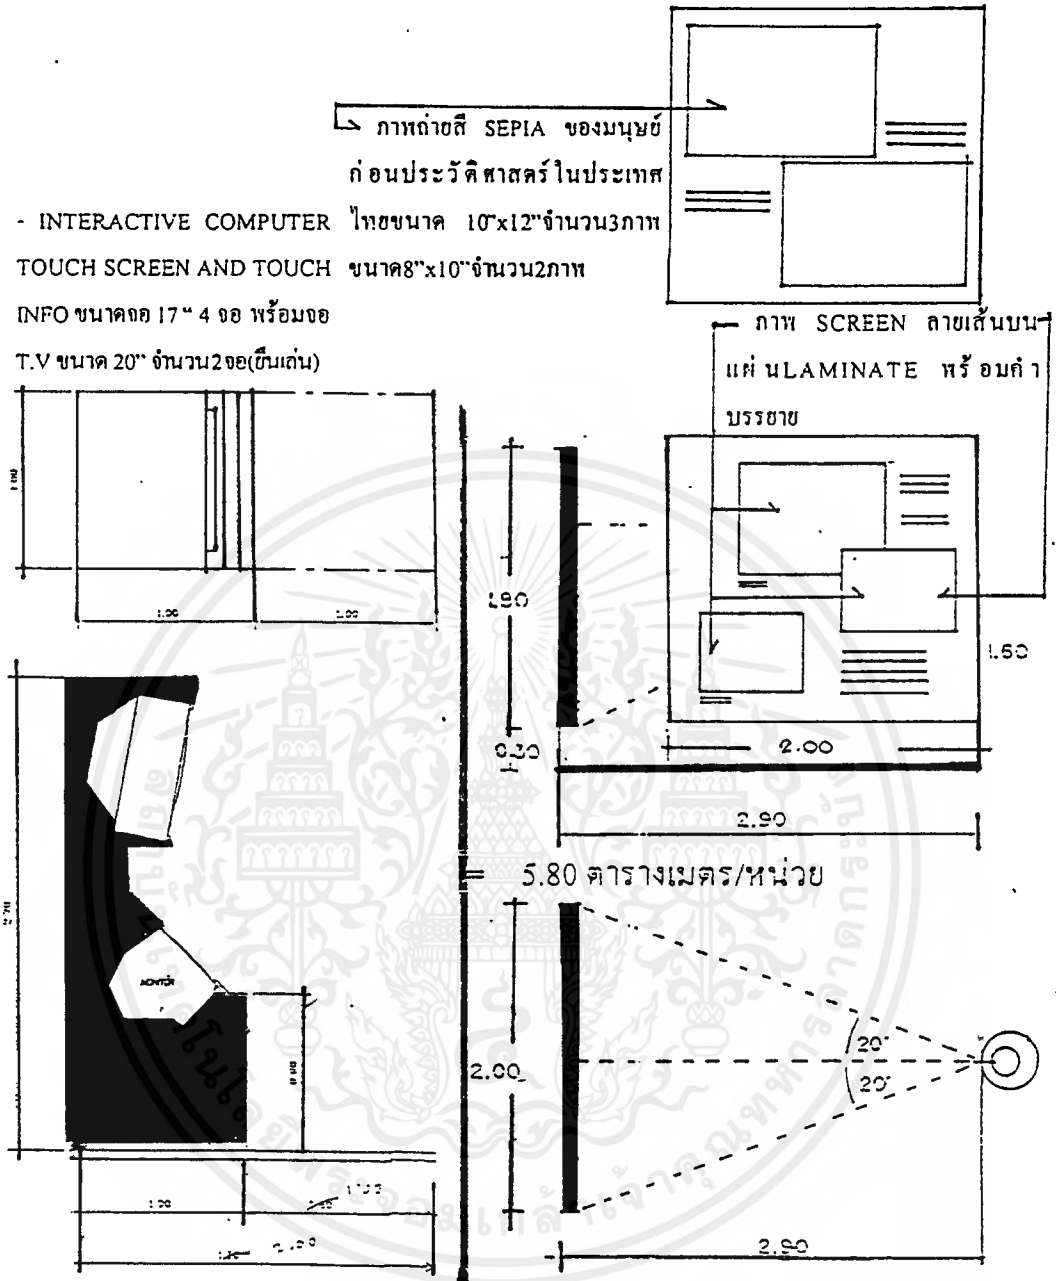 ภาพถ่ายสี SEPIA ของมนุษย์
ก่อนประวัติศาสตร์ในประเทศ
ไทยขนาด 10"x12"จำนวน3ภาพ
ขนาด8"x10"จำนวน2ภาพ
- INTERACTIVE COMPUTER
TOUCH SCREEN AND TOUCH
INFO ขนาดจอ 17" 4 จอ พร้อมจอ
T.V ขนาด 20" จำนวน2จอ(ยืนเล่น)
ภาพ SCREEN ลายเส้นบน
แผ่นLAMINATE พร้อมคำ
บรรยาย
1.00
1.00
1.00
1.90
0.30
1.60
2.00
2.90
5.80 ตารางเมตร/หน่วย
MONITOR
2.00
20°
20°
1.00
2.90